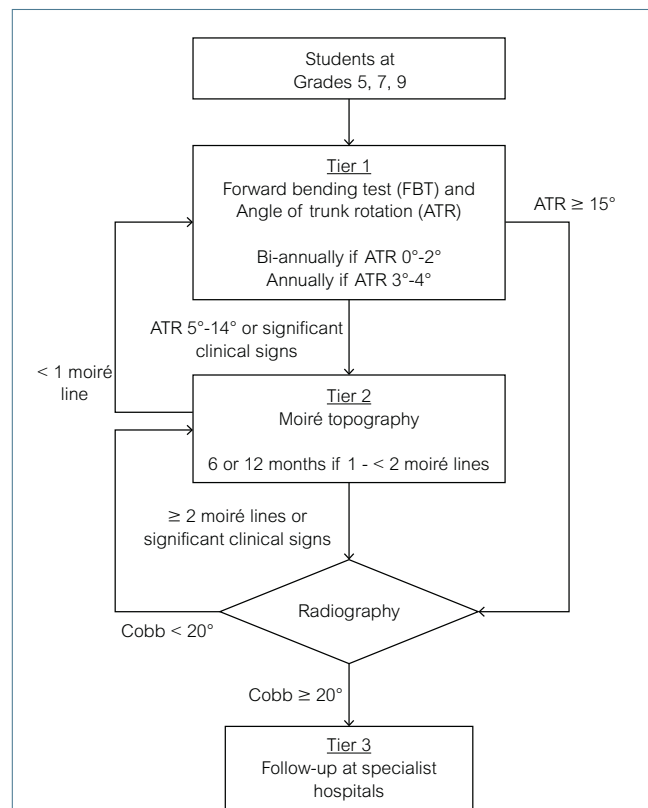 Students at
Grades 5, 7, 9
Tier 1
Forward bending test (FBT) and
Angle of trunk rotation (ATR)
Bi-annually if ATR 0°-2°
Annually if ATR 3°-4°
ATR ≥ 15°
ATR 5°-14° or significant
clinical signs
< 1 moiré
line
Tier 2
Moiré topography
6 or 12 months if 1 - < 2 moiré lines
≥ 2 moiré lines or
significant clinical signs
Radiography
Cobb < 20°
Cobb ≥ 20°
Tier 3
Follow-up at specialist
hospitals